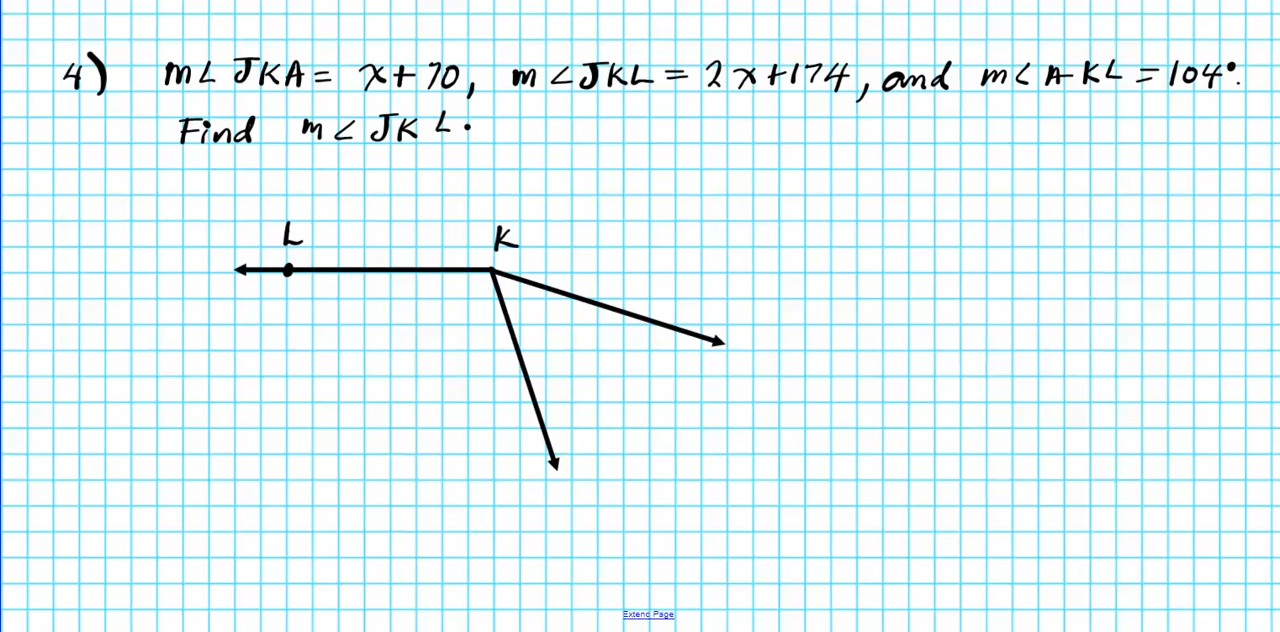 4) m∠ JKA = x + 70, m ∠JKL = 2x + 174, and m∠ AKL = 104°.
Find m∠ JKL.
L K
Extend Page